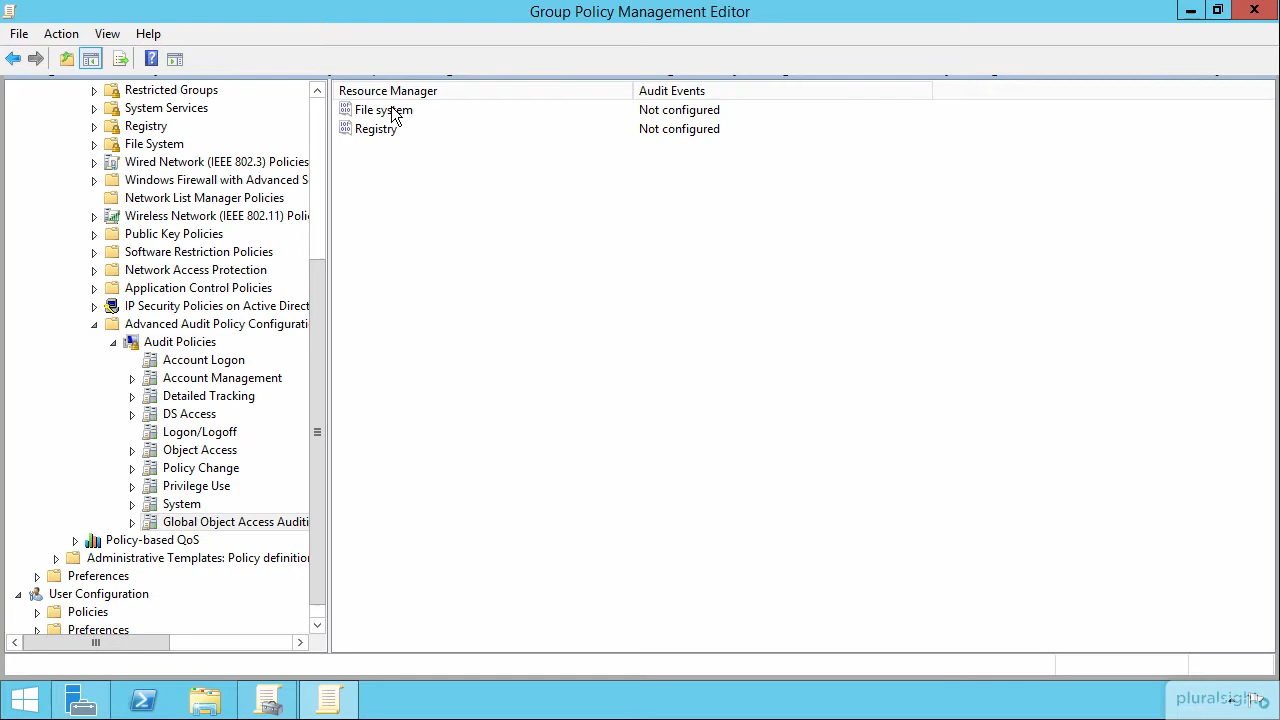 Group Policy Management Editor
File Action View Help
Restricted Groups
System Services
Registry
File System
Wired Network (IEEE 802.3) Policies
Windows Firewall with Advanced S
Network List Manager Policies
Wireless Network (IEEE 802.11) Poli
Public Key Policies
Software Restriction Policies
Network Access Protection
Application Control Policies
IP Security Policies on Active Direct
Advanced Audit Policy Configurati
Audit Policies
Account Logon
Account Management
Detailed Tracking
DS Access
Logon/Logoff
Object Access
Policy Change
Privilege Use
System
Global Object Access Auditi
Policy-based QoS
Administrative Templates: Policy definition
Preferences
User Configuration
Policies
Preferences
Resource Manager Audit Events
File system Not configured
Registry Not configured
pluralsight